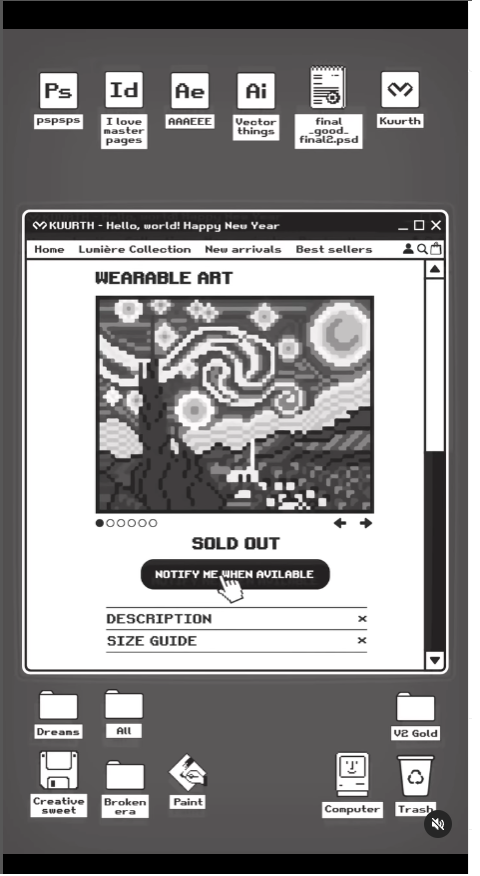 Ps
Id
Ae
Ai
pspsps
I love
master
pages
AAAEEE
Vector
things
final
_good_
final2.psd
Kuurth
KUURTH - Hello, world! Happy New Year
Home Lumière Collection New arrivals Best sellers
WEARABLE ART
SOLD OUT
NOTIFY ME WHEN AVILABLE
DESCRIPTION ×
SIZE GUIDE ×
Dreams
All
V2 Gold
Creative
sweet
Broken
era
Paint
Computer
Trash